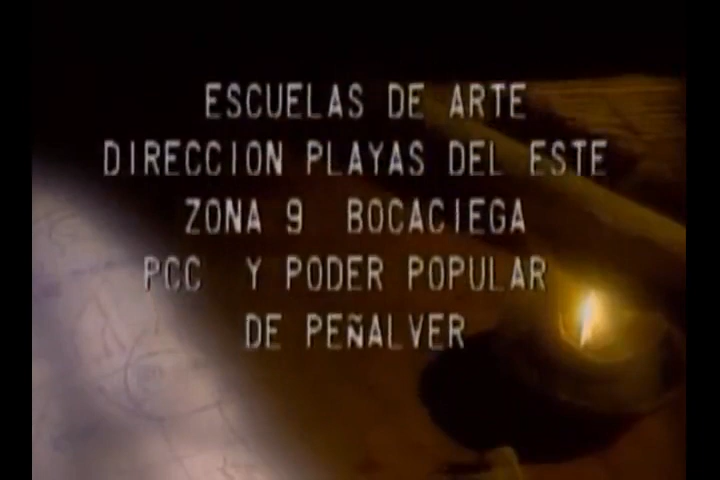 ESCUELAS DE ARTE
DIRECCION PLAYAS DEL ESTE
ZONA 9 BOCACIEGA
PCC Y PODER POPULAR
DE PEÑALVER